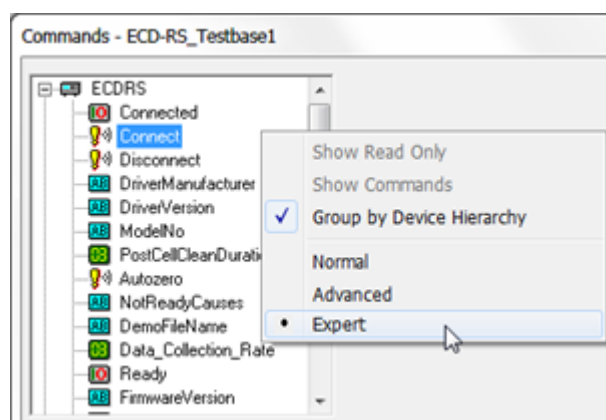 Commands - ECD-RS_Testbase1
ECDRS
Connected
Connect
Disconnect
DriverManufacturer
DriverVersion
ModelNo
PostCellCleanDurati
Autozero
NotReadyCauses
DemoFileName
Data_Collection_Rate
Ready
FirmwareVersion
Show Read Only
Show Commands
Group by Device Hierarchy
Normal
Advanced
Expert